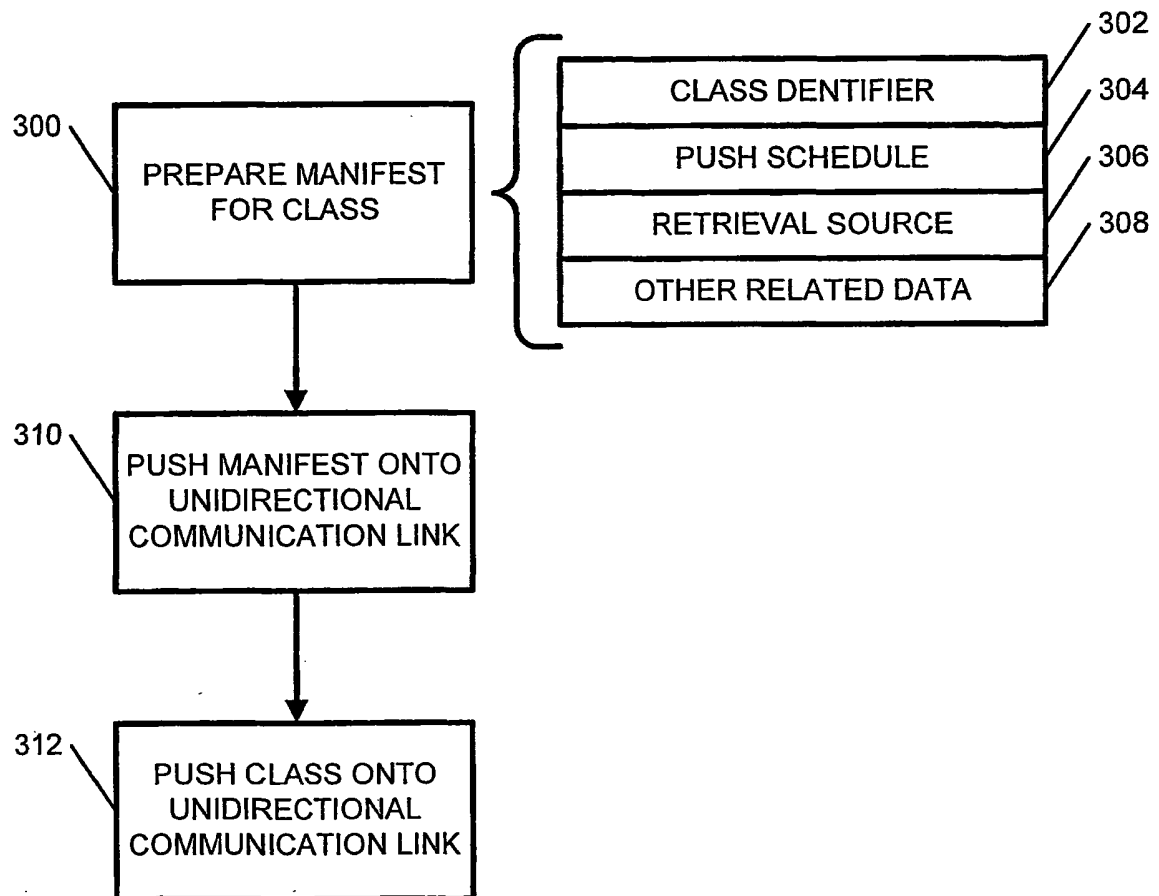 302
CLASS DENTIFIER
304
300
PREPARE MANIFEST
FOR CLASS
PUSH SCHEDULE
306
RETRIEVAL SOURCE
308
OTHER RELATED DATA
310
PUSH MANIFEST ONTO
UNIDIRECTIONAL
COMMUNICATION LINK
312
PUSH CLASS ONTO
UNIDIRECTIONAL
COMMUNICATION LINK